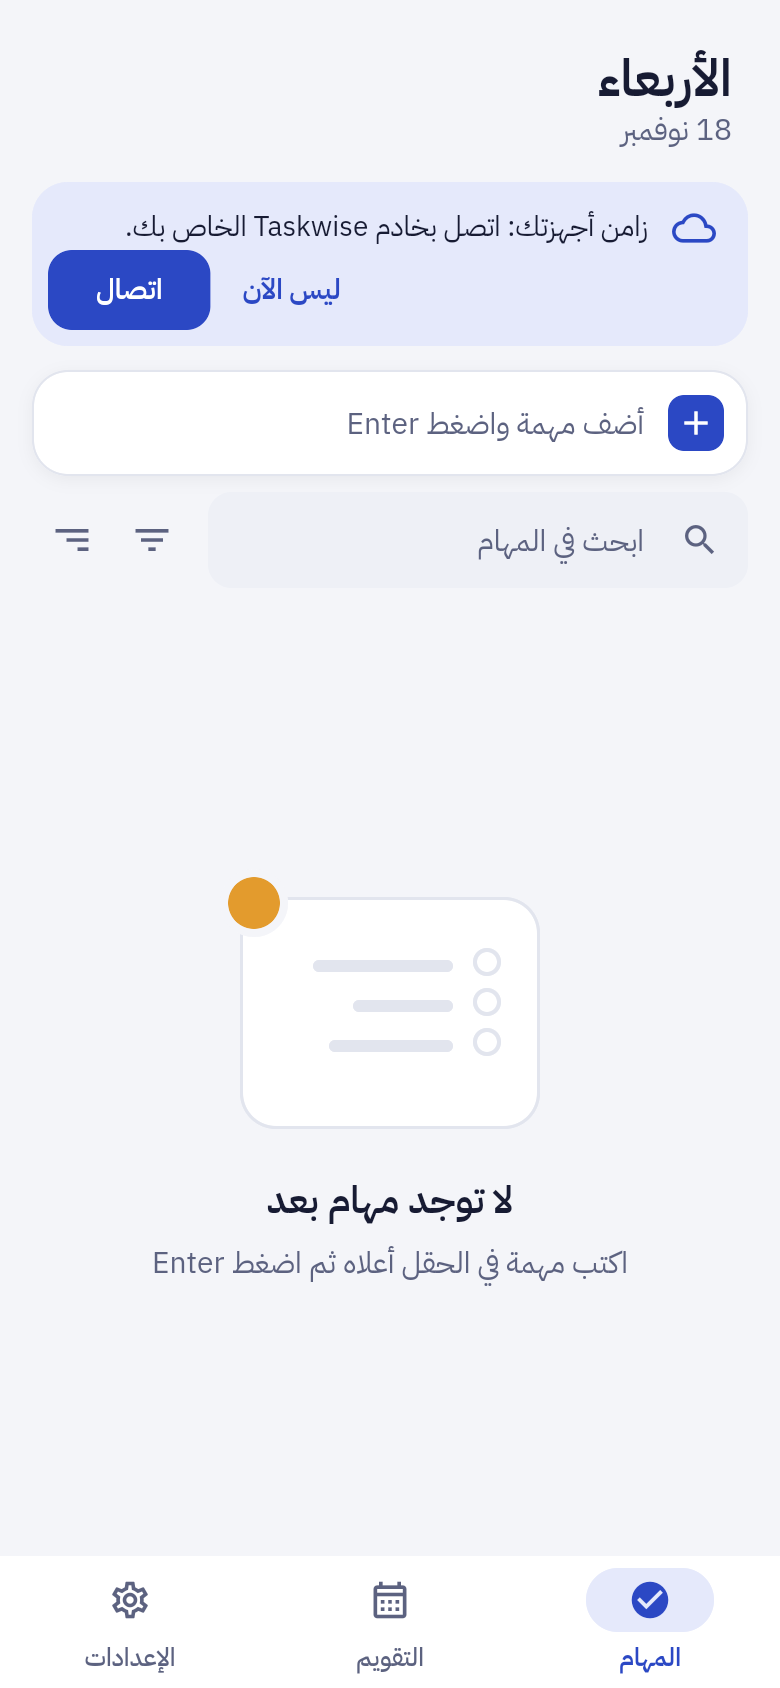 الأربعاء
18 نوفمبر
زامن أجهزتك: اتصل بخادم Taskwise الخاص بك.
ليس الآن
اتصال
أضف مهمة واضغط Enter
ابحث في المهام
لا توجد مهام بعد
اكتب مهمة في الحقل أعلاه ثم اضغط Enter
المهام
التقويم
الإعدادات